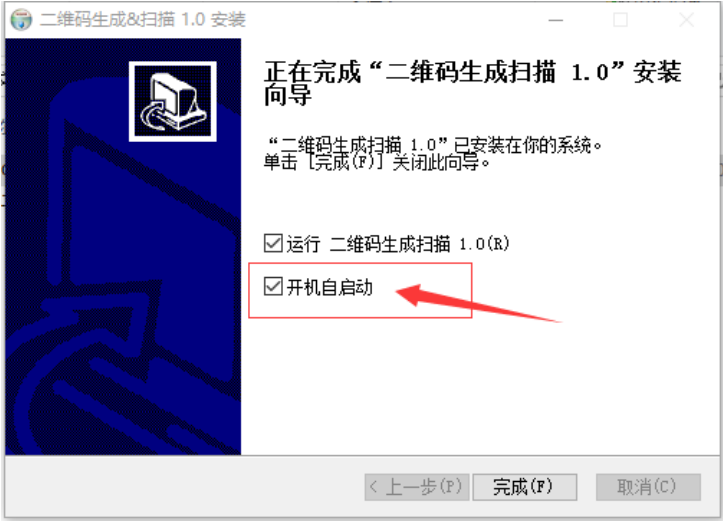 二维码生成&扫描 1.0 安装
正在完成“二维码生成扫描 1.0”安装
向导
“二维码生成扫描 1.0”已安装在你的系统。
单击 [完成(F)] 关闭此向导。
运行 二维码生成扫描 1.0(R)
开机自启动
< 上一步(P) 完成(F) 取消(C)